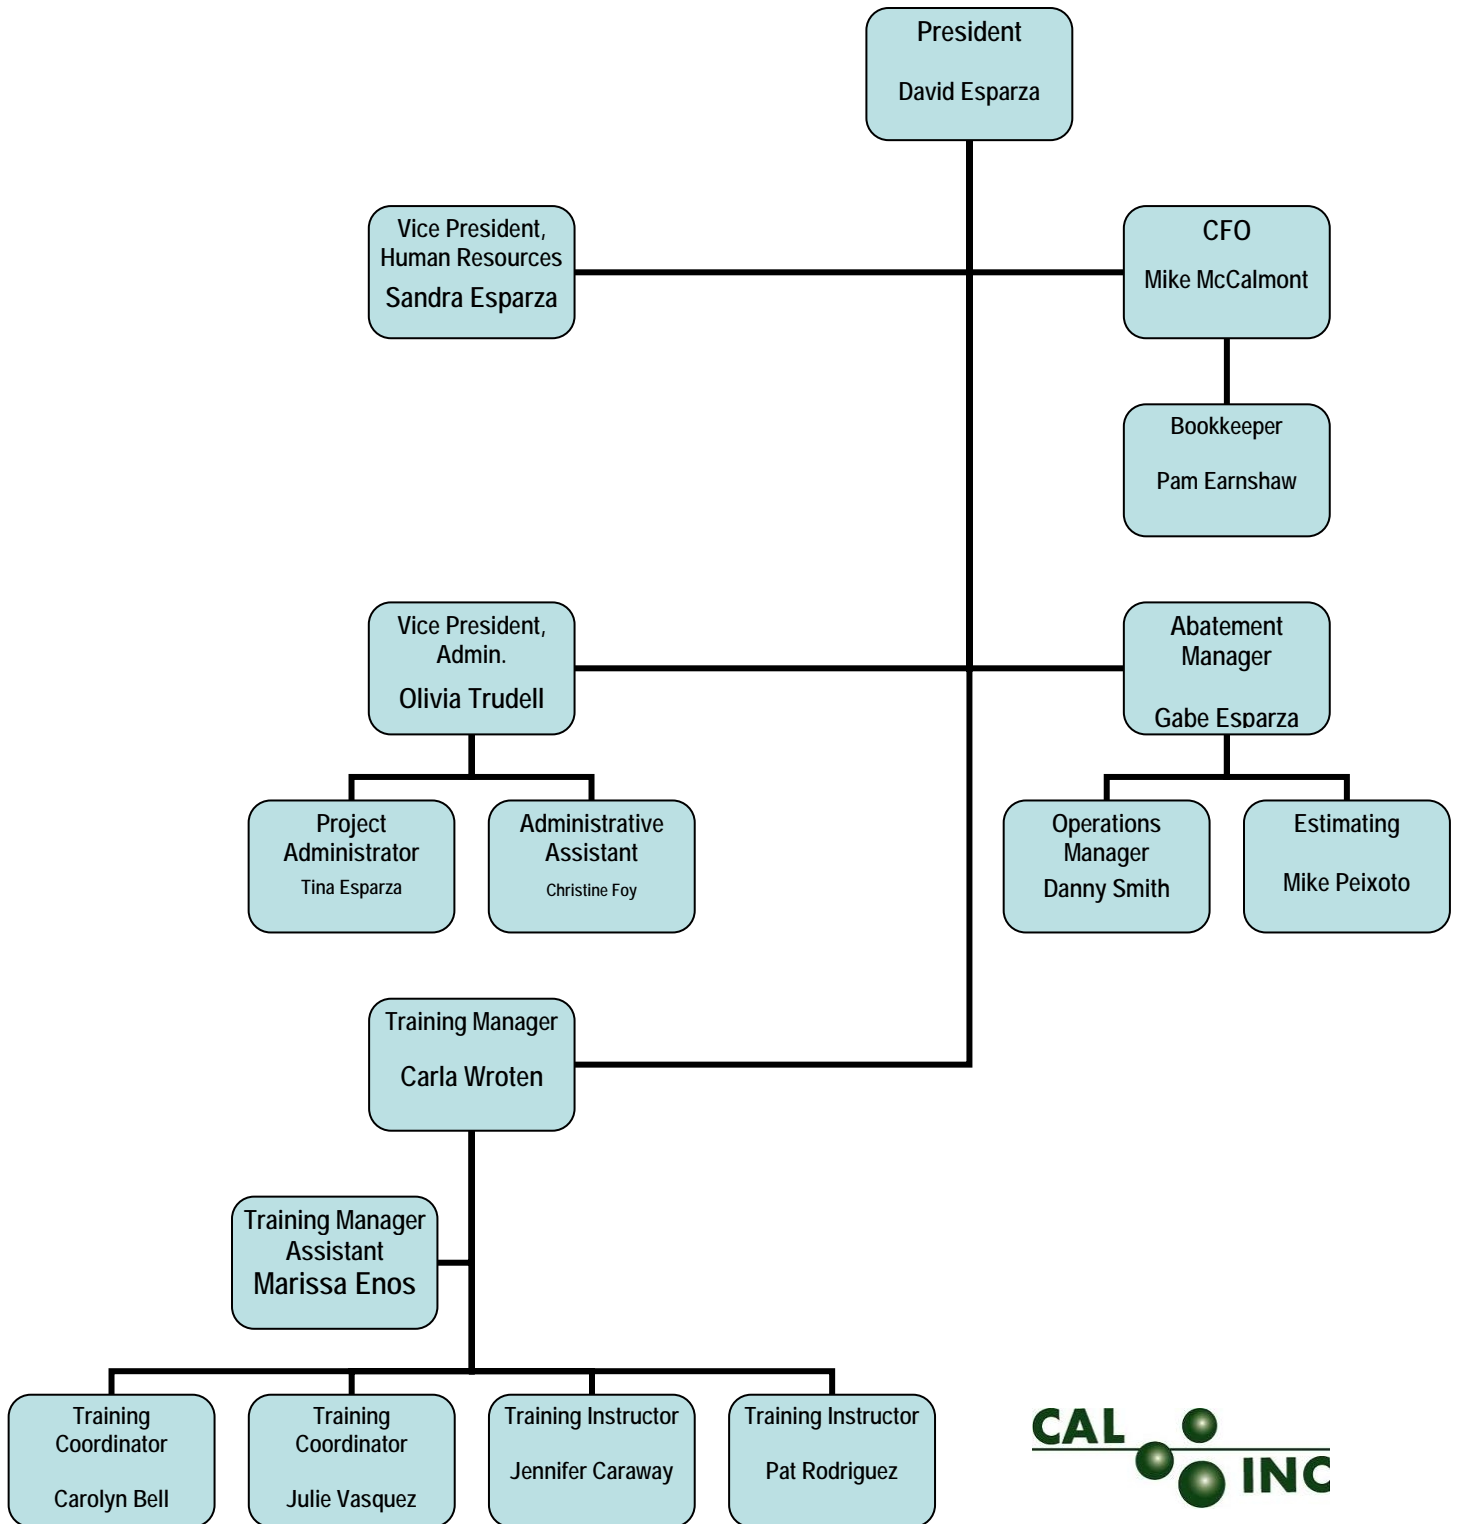 President
David Esparza
Vice President,
Human Resources
Sandra Esparza
CFO
Mike McCalmont
Bookkeeper
Pam Earnshaw
Vice President,
Admin.
Olivia Trudell
Abatement
Manager
Gabe Esparza
Project
Administrator
Tina Esparza
Administrative
Assistant
Christine Foy
Operations
Manager
Danny Smith
Estimating
Mike Peixoto
Training Manager
Carla Wroten
Training Manager
Assistant
Marissa Enos
Training
Coordinator
Carolyn Bell
Training
Coordinator
Julie Vasquez
Training Instructor
Jennifer Caraway
Training Instructor
Pat Rodriguez
CAL
INC